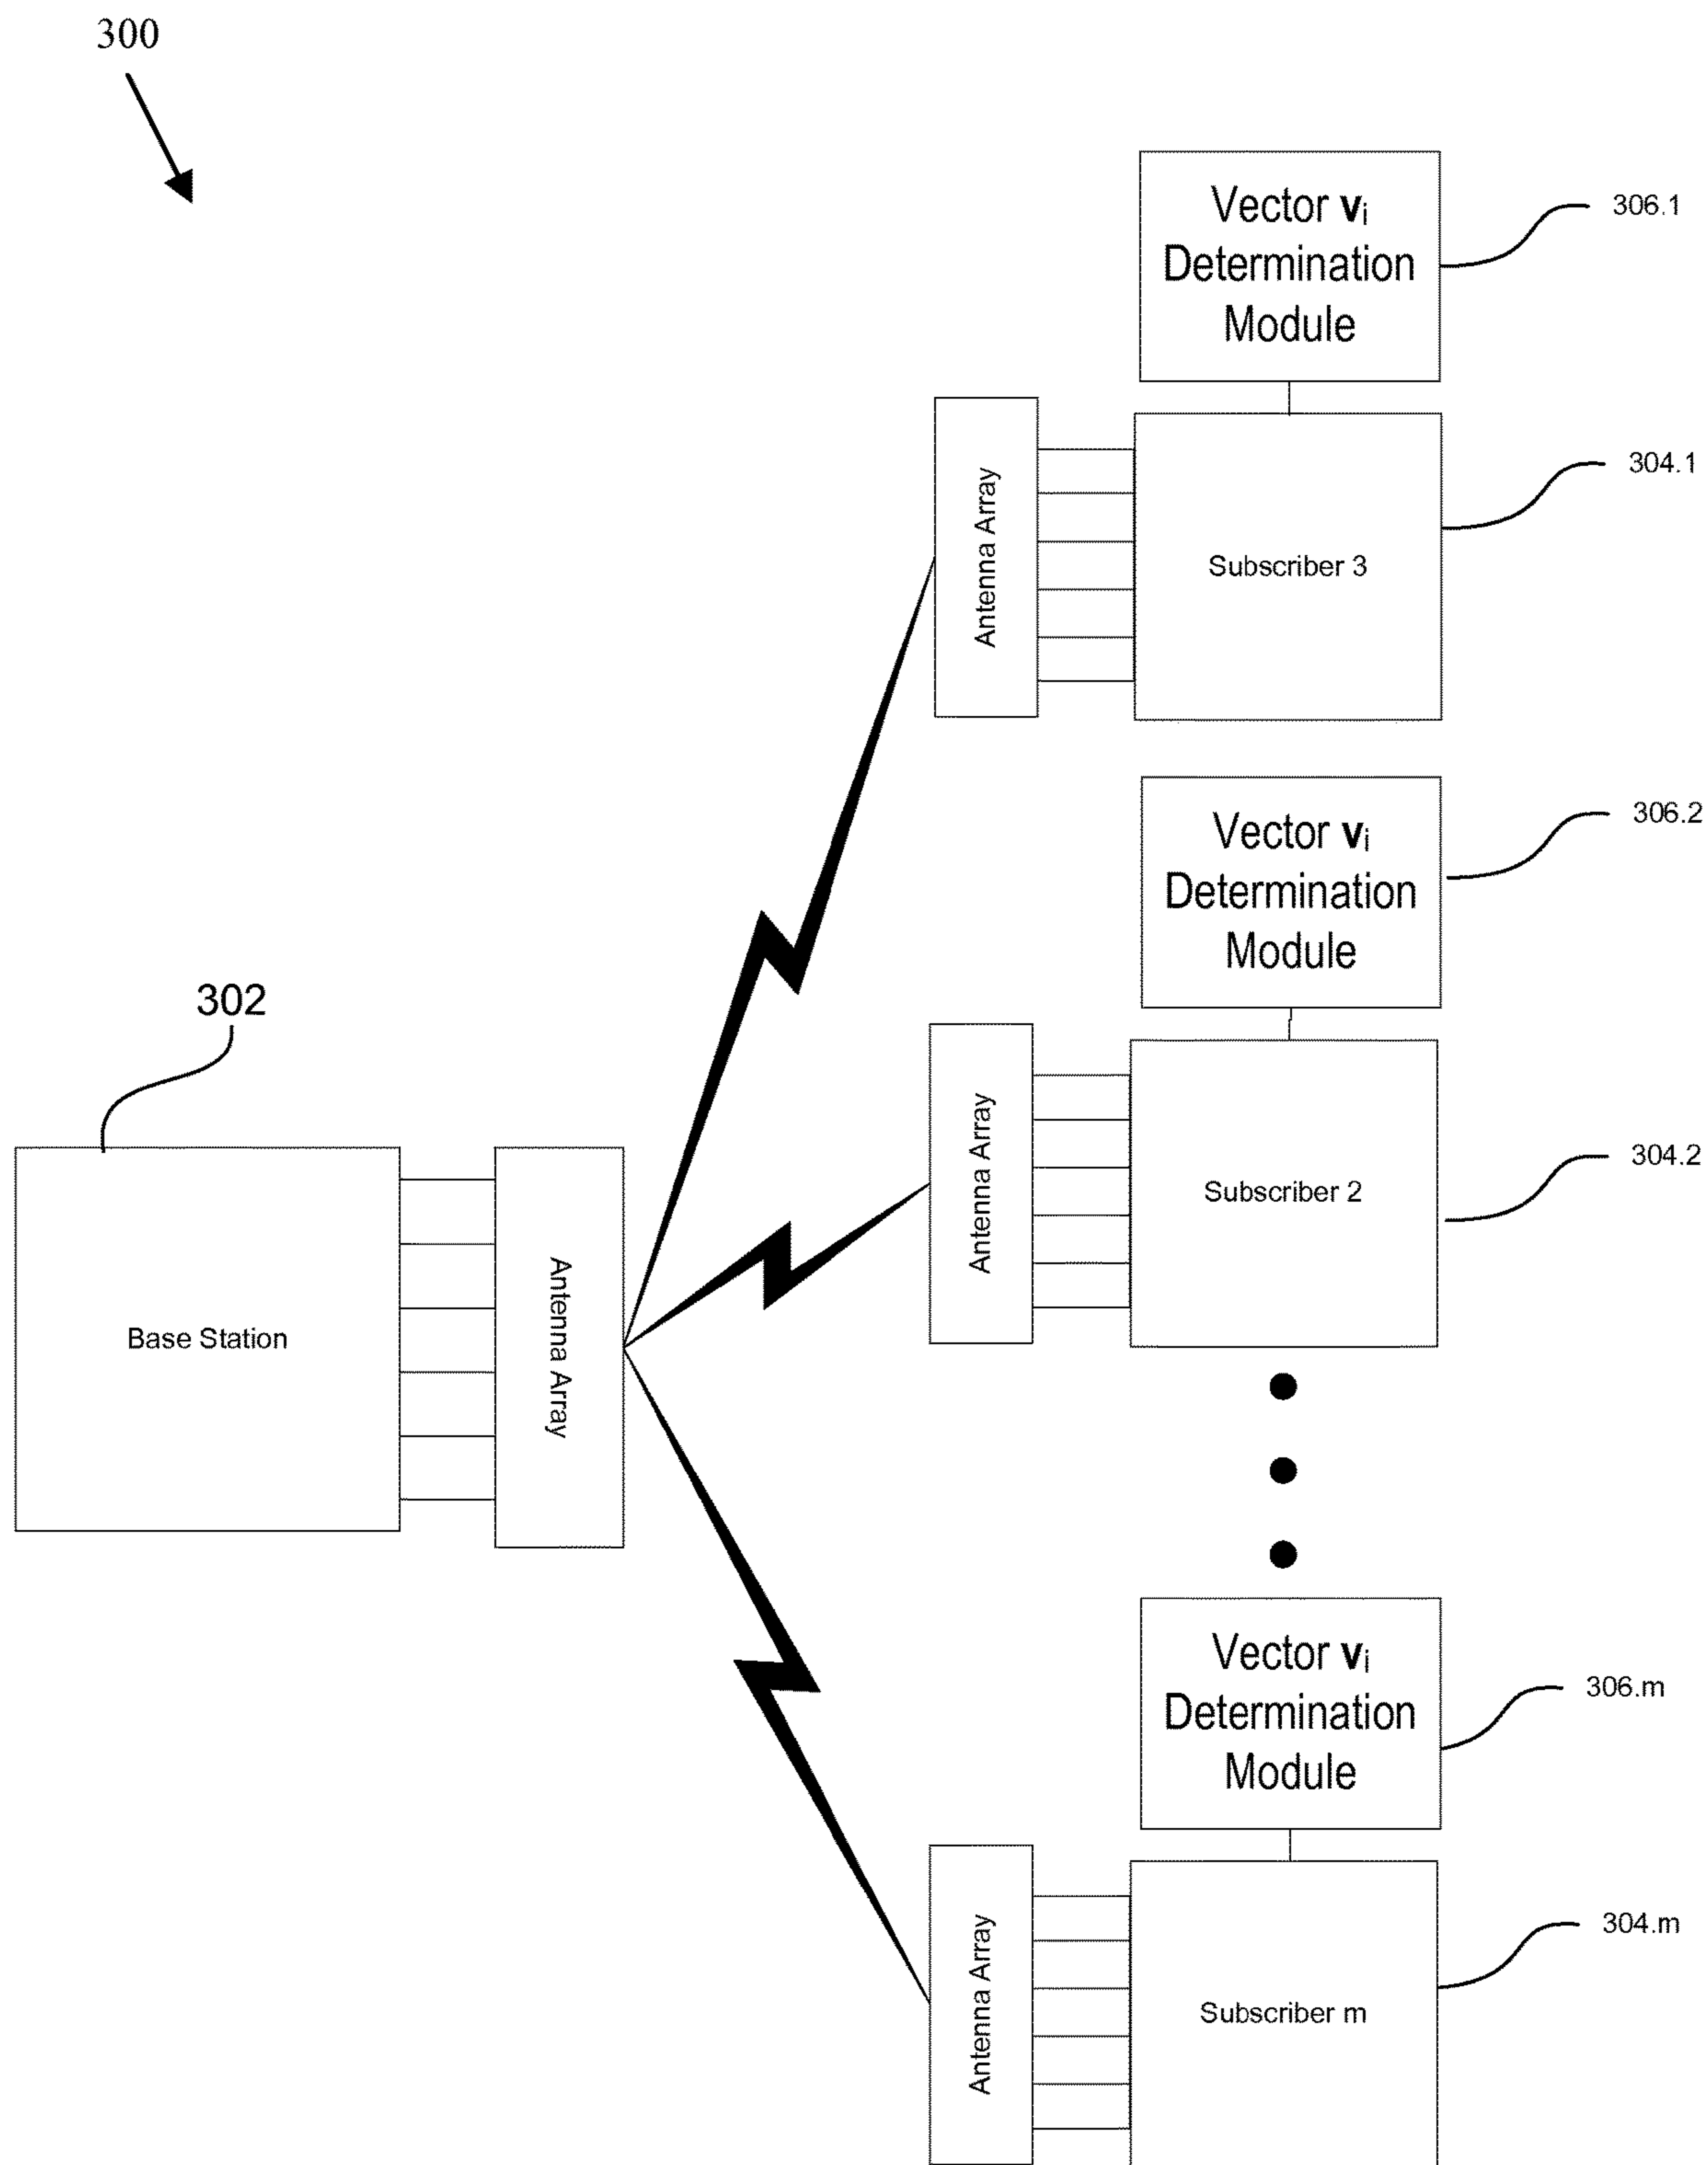 300
Vector vi
Determination
Module
306.1
Antenna Array
Subscriber 3
304.1
Vector vi
Determination
Module
306.2
302
Antenna Array
Subscriber 2
304.2
Base Station
Antenna Array
Vector vi
Determination
Module
306.m
Antenna Array
Subscriber m
304.m